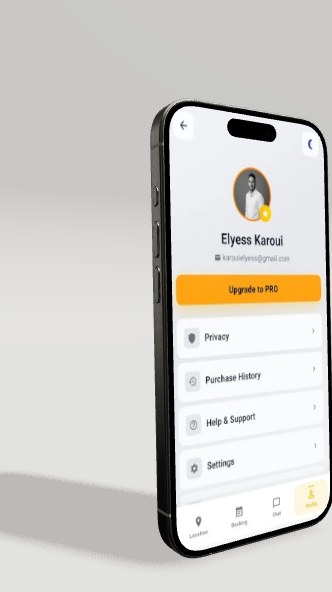 Elyess Karoui
karouielyess@gmail.com
Upgrade to PRO
Privacy
Purchase History
Help & Support
Settings
Location
Booking
Chat
Profile